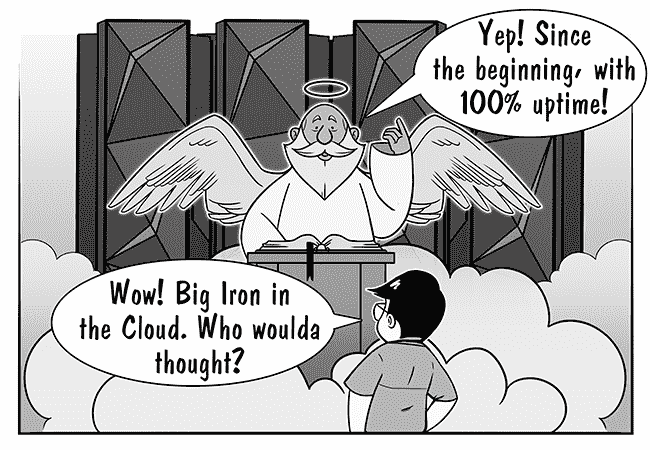 Yep! Since
the beginning, with
100% uptime!
Wow! Big Iron in
the Cloud. Who woulda
thought?